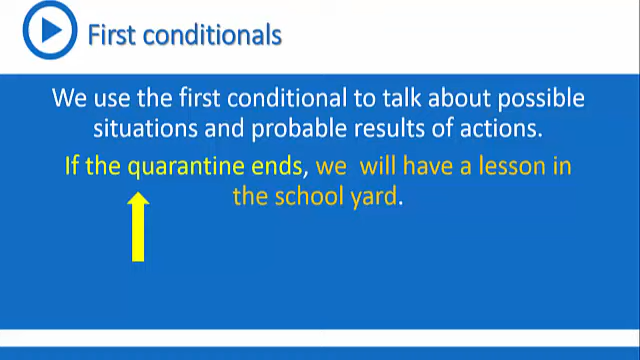 First conditionals
We use the first conditional to talk about possible
situations and probable results of actions.
If the quarantine ends, we will have a lesson in
the school yard.